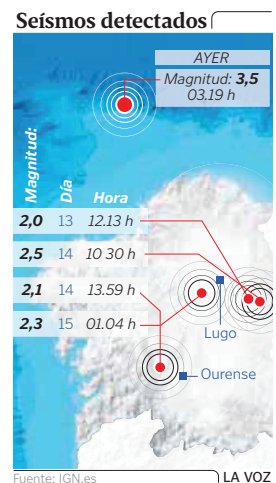 Seísmos detectados
AYER
Magnitud: 3,5
03.19 h
Magnitud: Día Hora
2,0 13 12.13 h
2,5 14 10 30 h
2,1 14 13.59 h
2,3 15 01.04 h
Lugo
Ourense
Fuente: IGN.es LA VOZ